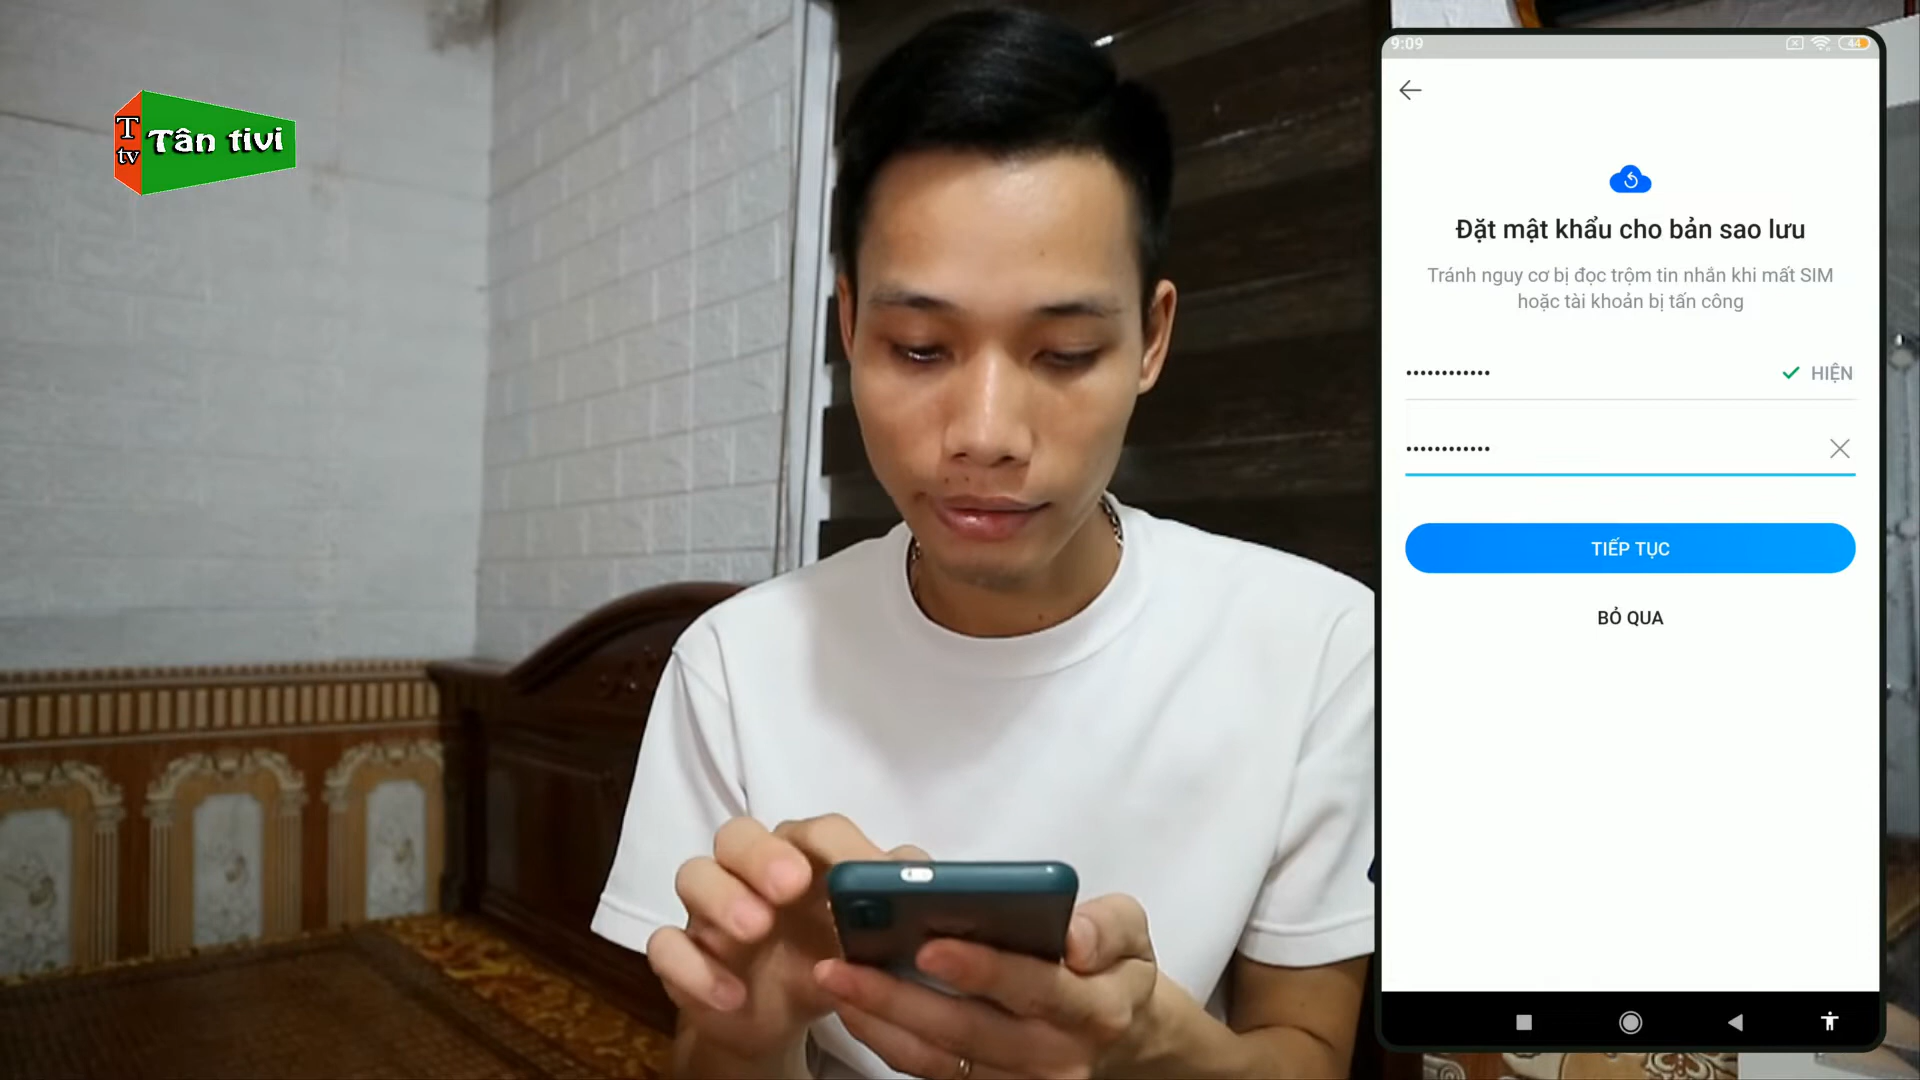 T
tv
Tân tivi
9:09
44
Đặt mật khẩu cho bản sao lưu
Tránh nguy cơ bị đọc trộm tin nhắn khi mất SIM
hoặc tài khoản bị tấn công
••••••••••••
HIỆN
••••••••••••
TIẾP TỤC
BỎ QUA